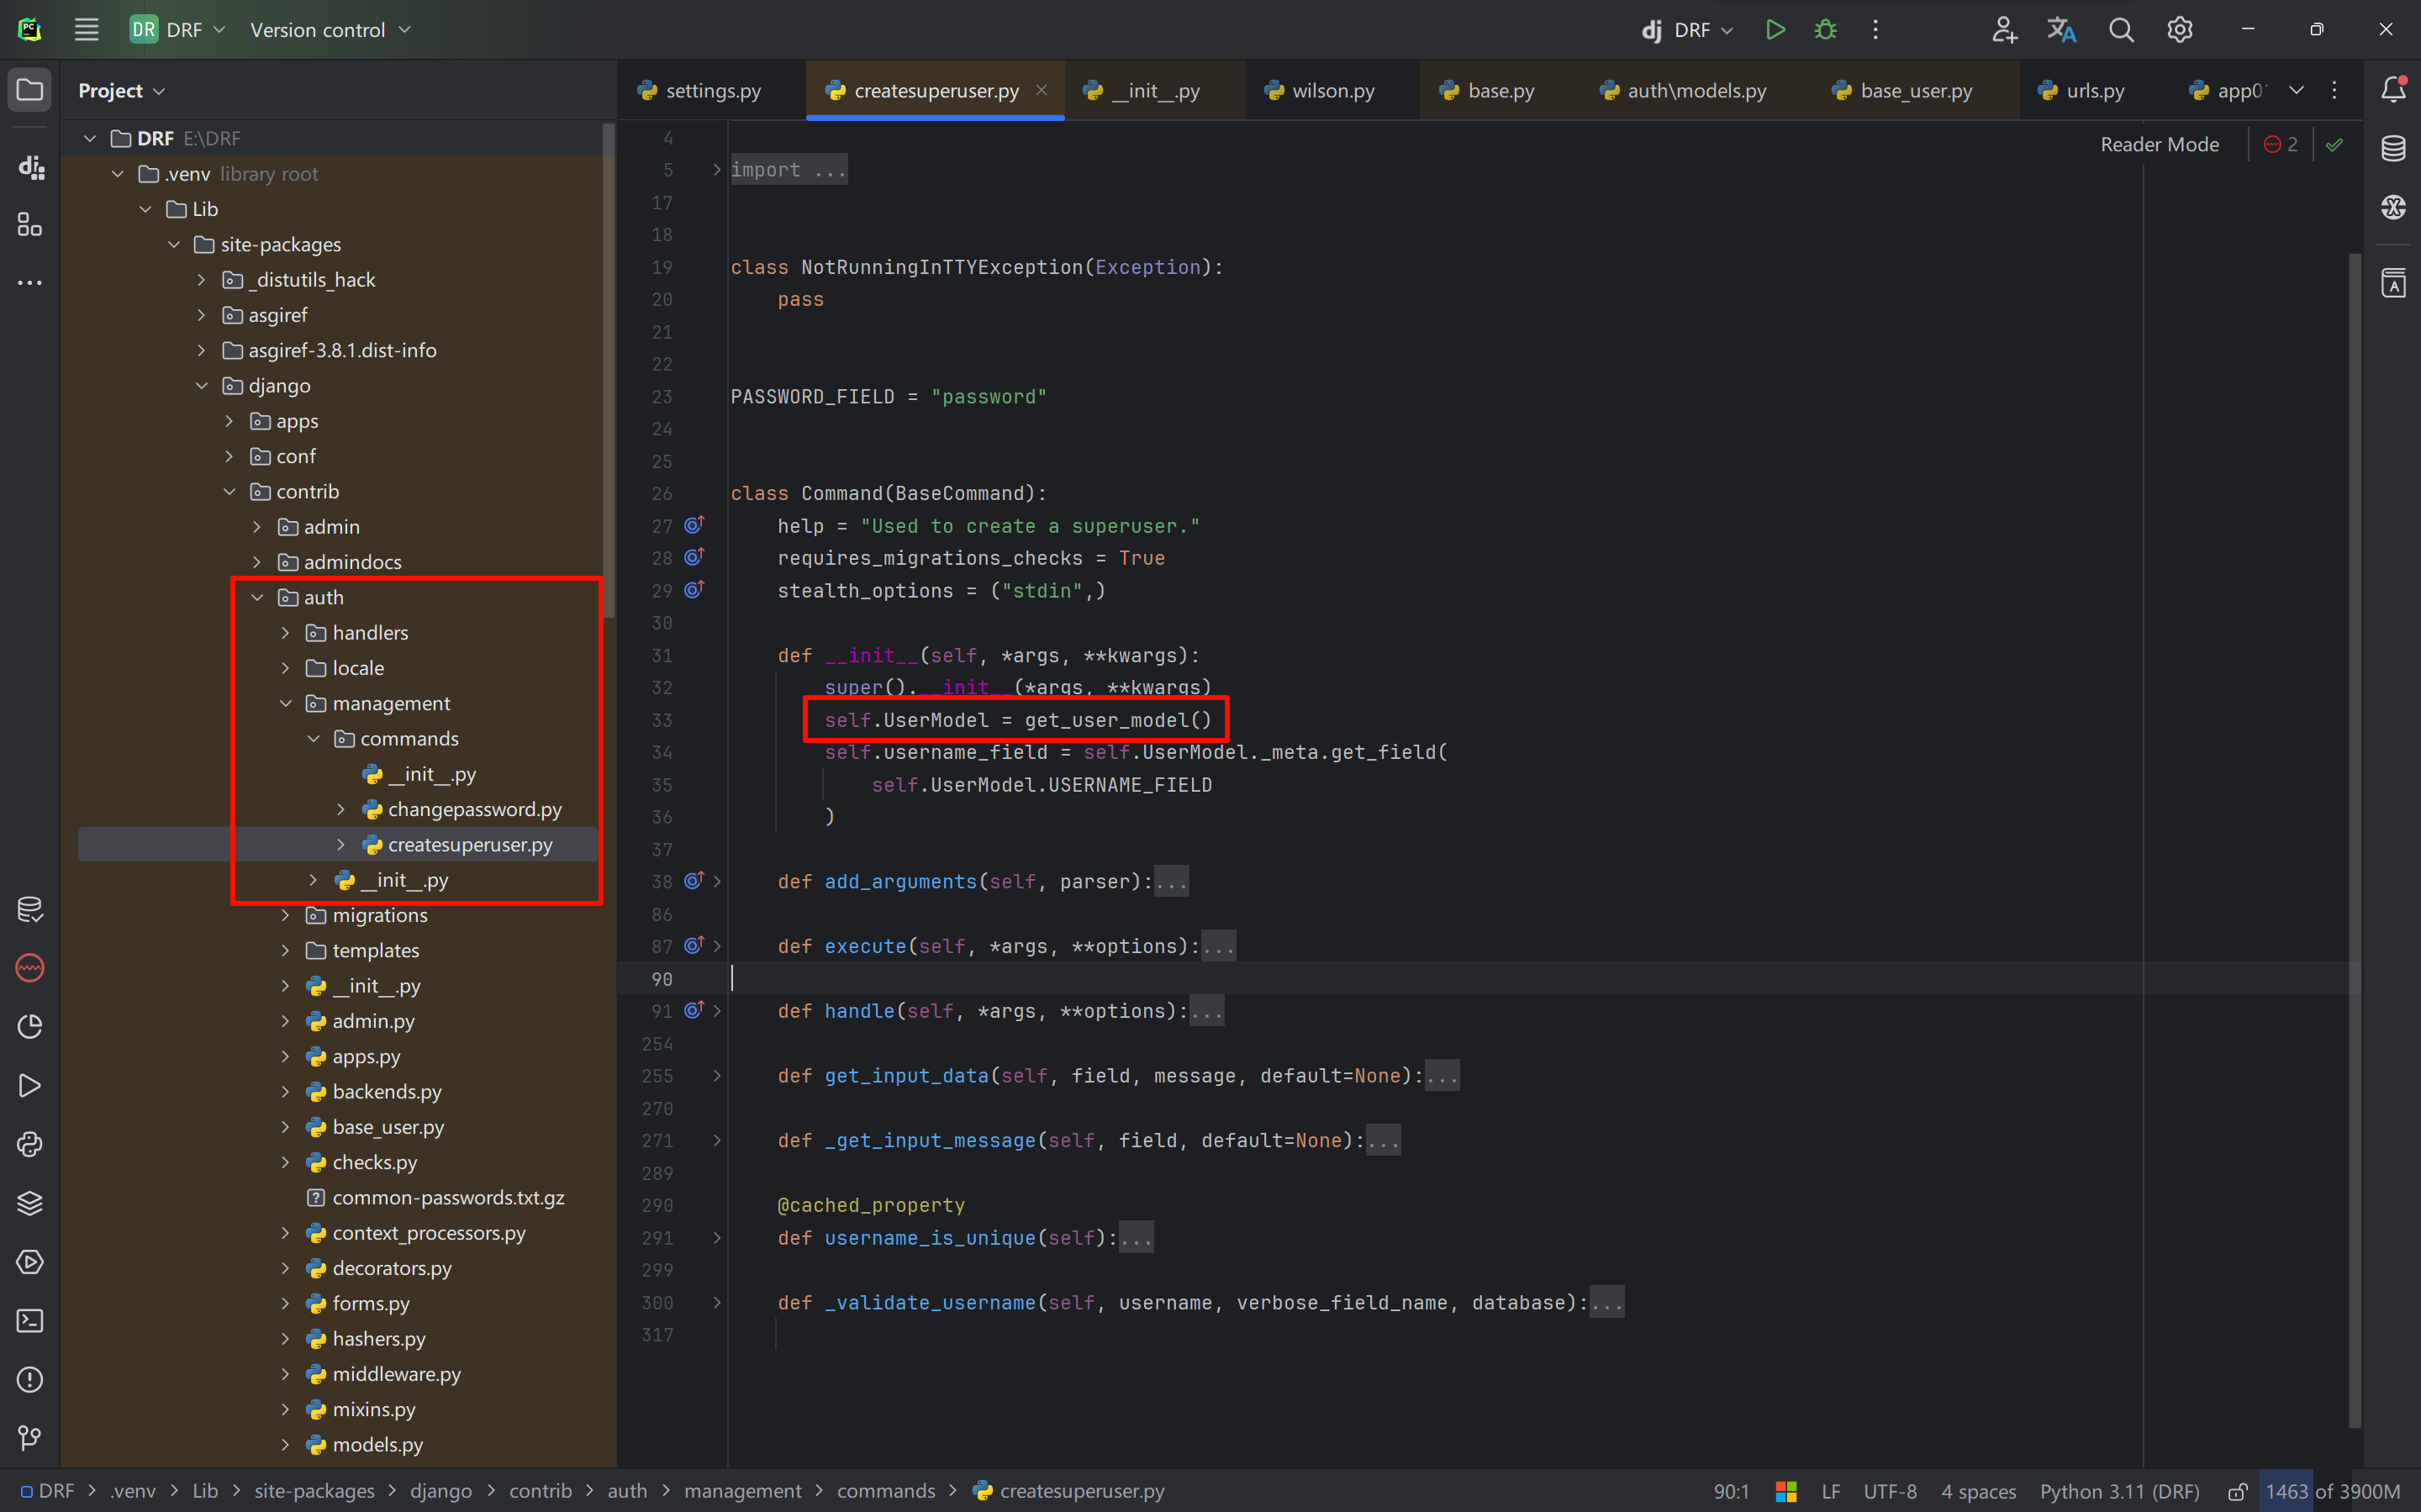 DR DRF Version control
dj DRF
Project
settings.py createsuperuser.py __init__.py wilson.py base.py auth\models.py base_user.py urls.py app0
DRF E:\DRF
.venv library root
Lib
site-packages
_distutils_hack
asgiref
asgiref-3.8.1.dist-info
django
apps
conf
contrib
admin
admindocs
auth
handlers
locale
management
commands
__init__.py
changepassword.py
createsuperuser.py
__init__.py
migrations
templates
__init__.py
admin.py
apps.py
backends.py
base_user.py
checks.py
common-passwords.txt.gz
context_processors.py
decorators.py
forms.py
hashers.py
middleware.py
mixins.py
models.py
Reader Mode 2
4
5 import ...
17
18
19 class NotRunningInTTYException(Exception):
20 pass
21
22
23 PASSWORD_FIELD = "password"
24
25
26 class Command(BaseCommand):
27 help = "Used to create a superuser."
28 requires_migrations_checks = True
29 stealth_options = ("stdin",)
30
31 def __init__(self, *args, **kwargs):
32 super().__init__(*args, **kwargs)
33 self.UserModel = get_user_model()
34 self.username_field = self.UserModel._meta.get_field(
35 self.UserModel.USERNAME_FIELD
36 )
37
38 def add_arguments(self, parser):...
86
87 def execute(self, *args, **options):...
90
91 def handle(self, *args, **options):...
254
255 def get_input_data(self, field, message, default=None):...
270
271 def _get_input_message(self, field, default=None):...
289
290 @cached_property
291 def username_is_unique(self):...
299
300 def _validate_username(self, username, verbose_field_name, database):...
317
DRF > .venv > Lib > site-packages > django > contrib > auth > management > commands > createsuperuser.py
90:1 LF UTF-8 4 spaces Python 3.11 (DRF) 1463 of 3900M